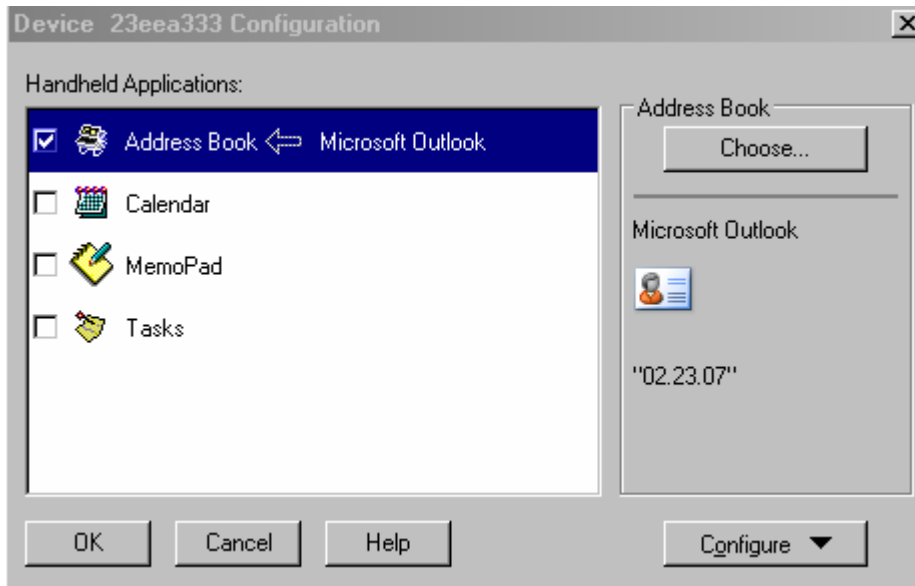 Device 23eea333 Configuration
Handheld Applications:
Address Book Microsoft Outlook
Calendar
MemoPad
Tasks
Address Book
Choose...
Microsoft Outlook
"02.23.07"
OK Cancel Help Configure